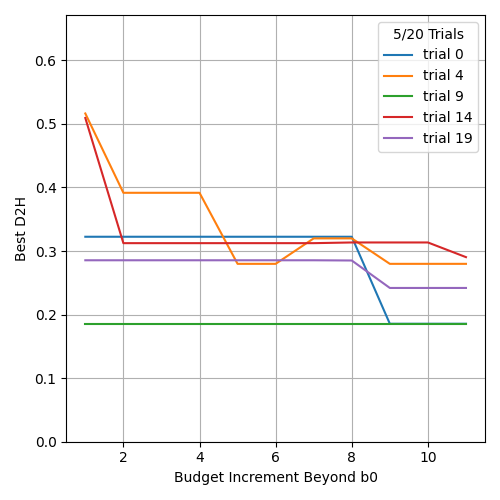 5/20 Trials
trial 0
trial 4
trial 9
trial 14
trial 19
Best D2H
0.6
0.5
0.4
0.3
0.2
0.1
0.0
2
4
6
8
10
Budget Increment Beyond b0